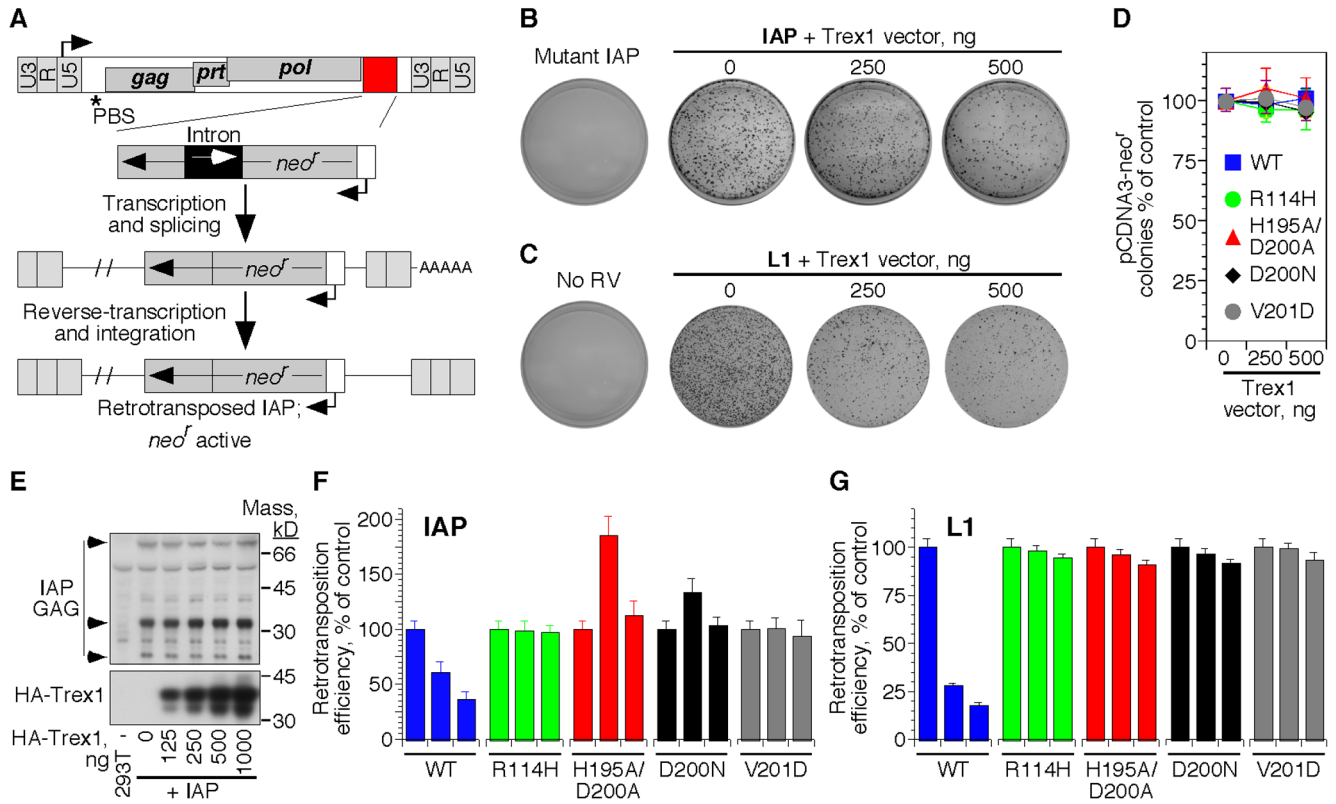 A
U3
R
U5
gag
prt
pol
U3
R
U5
*
PBS
Intron
neoʳ
Transcription
and splicing
//
neoʳ
AAAAA
Reverse-transcription
and integration
//
neoʳ
Retrotransposed IAP;
neoʳ active
B
Mutant IAP
IAP + Trex1 vector, ng
0
250
500
C
No RV
L1 + Trex1 vector, ng
0
250
500
D
pCDNA3-neoʳ
colonies % of control
100
75
50
25
0
WT
R114H
H195A/
D200A
D200N
V201D
0 250 500
Trex1
vector, ng
E
Mass,
kD
66
45
30
IAP
GAG
45
30
HA-Trex1
HA-Trex1,
ng
293T -
0
125
250
500
1000
+ IAP
F
IAP
Retrotransposition
efficiency, % of control
200
150
100
50
0
WT
R114H
H195A/
D200A
D200N
V201D
G
L1
Retrotransposition
efficiency, % of control
100
75
50
25
0
WT
R114H
H195A/
D200A
D200N
V201D